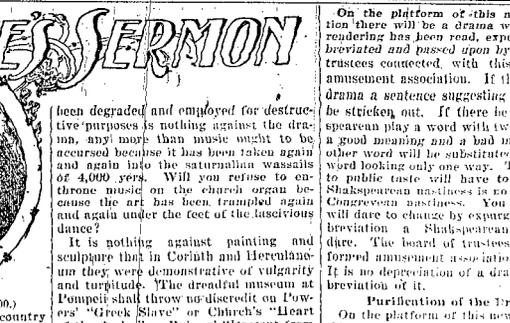 ES SERMON
been degraded and employed for destruc-
tive purposes is nothing against the dra-
ma, any more than music ought to be
accursed because it has been taken again
and again into the saturnalian wassails
of 4,000 yers. Will you refuse to en-
throne music on the church organ be-
cause the art has been trampled again
and again under the feet of the lascivious
dance?
It is nothing against painting and
sculpture that in Corinth and Herculane-
um they were demonstrative of vulgarity
and turpitude. The dreadful museum at
Pompeii shall throw no discredit on Pow-
ers' "Greek Slave" or Church's "Heart
00.)
country
On the platform of this n
tion there will be a drama w
rendering has been read, expu
breviated and passed upon by
trustees connected with this
amusement association. If th
drama a sentence suggesting
be stricken out. If there be
spearean play a word with tw
a good meaning and a bad m
other word will be substituted
word looking only one way. T
to public taste will have to
Shakspearean nastiness is no
Congrevean nastiness. You
will dare to change by expurg
breviation a Shakspearean
dare. The board of trustees
formed amusement associatio
It is no depreciation of a dra
breviation of it.
Purification of the Dr
On the platform of this new